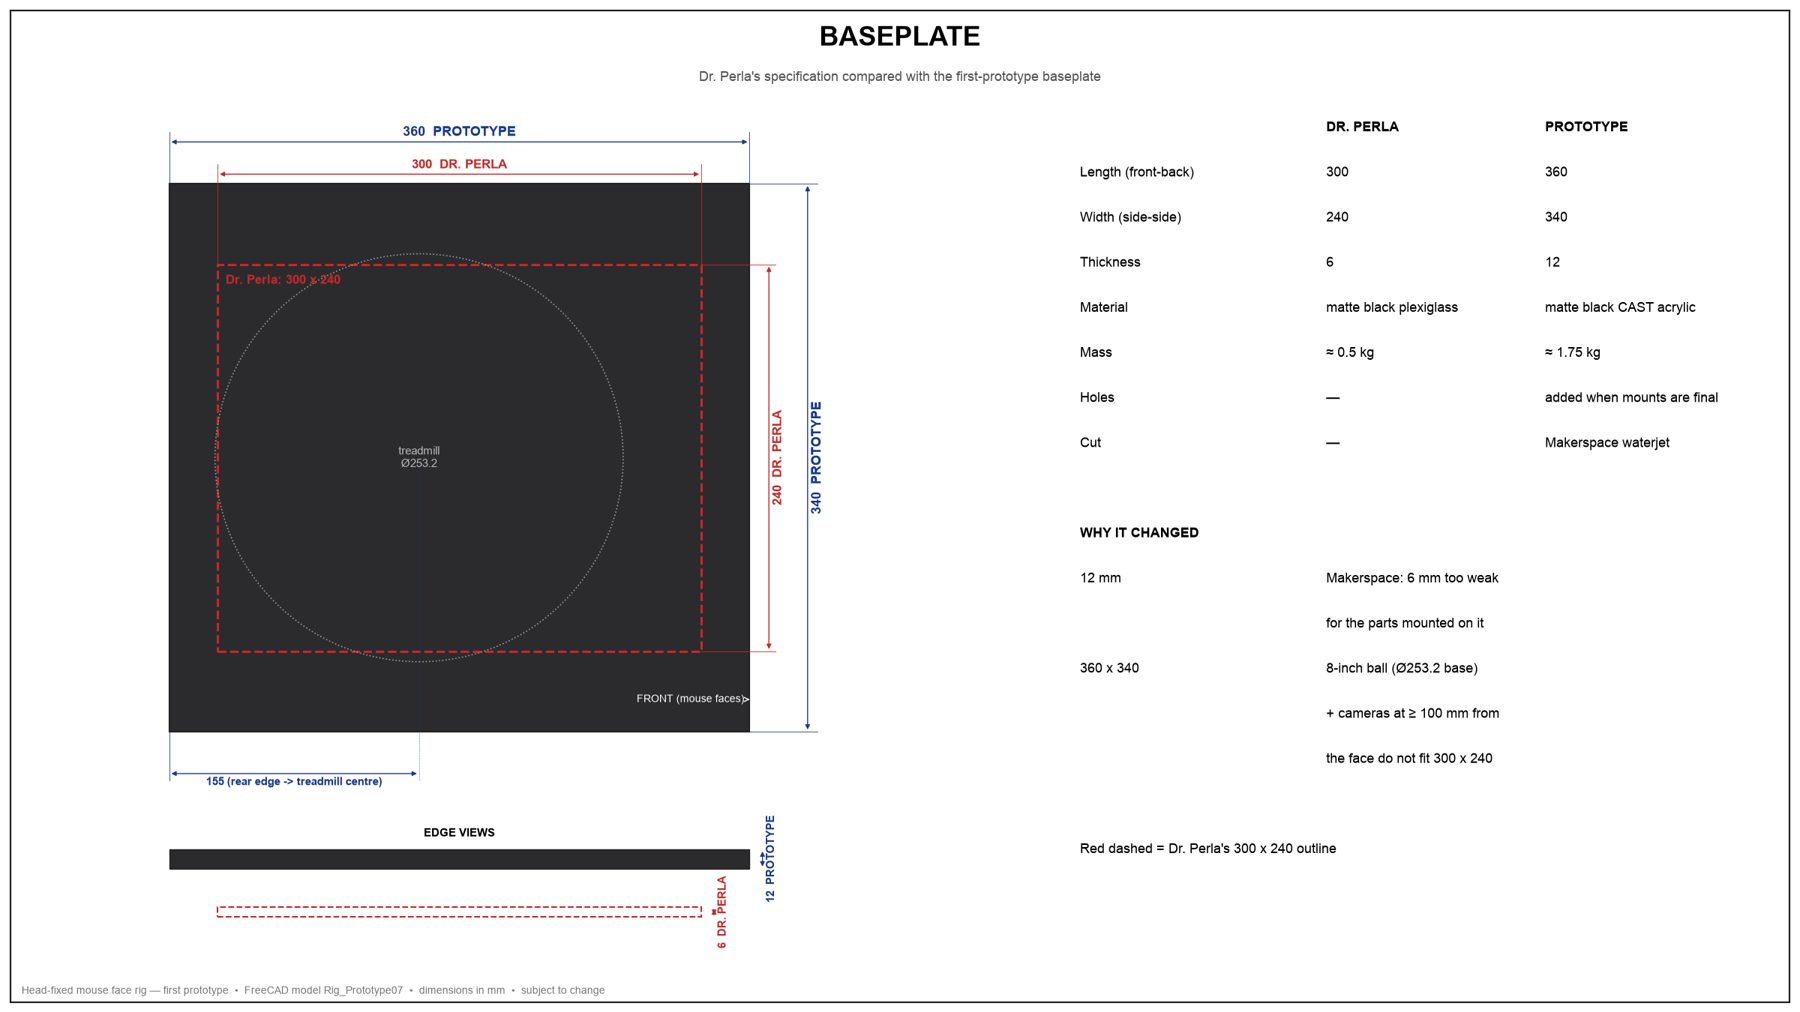 BASEPLATE
Dr. Perla's specification compared with the first-prototype baseplate
360 PROTOTYPE
300 DR. PERLA
Dr. Perla: 300 x 240
treadmill
Ø253.2
240 DR. PERLA
340 PROTOTYPE
FRONT (mouse faces)
155 (rear edge -> treadmill centre)
EDGE VIEWS
12 PROTOTYPE
6 DR. PERLA
DR. PERLA PROTOTYPE
Length (front-back) 300 360
Width (side-side) 240 340
Thickness 6 12
Material matte black plexiglass matte black CAST acrylic
Mass ≈ 0.5 kg ≈ 1.75 kg
Holes — added when mounts are final
Cut — Makerspace waterjet
WHY IT CHANGED
12 mm Makerspace: 6 mm too weak
for the parts mounted on it
360 x 340 8-inch ball (Ø253.2 base)
+ cameras at ≥ 100 mm from
the face do not fit 300 x 240
Red dashed = Dr. Perla's 300 x 240 outline
Head-fixed mouse face rig — first prototype • FreeCAD model Rig_Prototype07 • dimensions in mm • subject to change